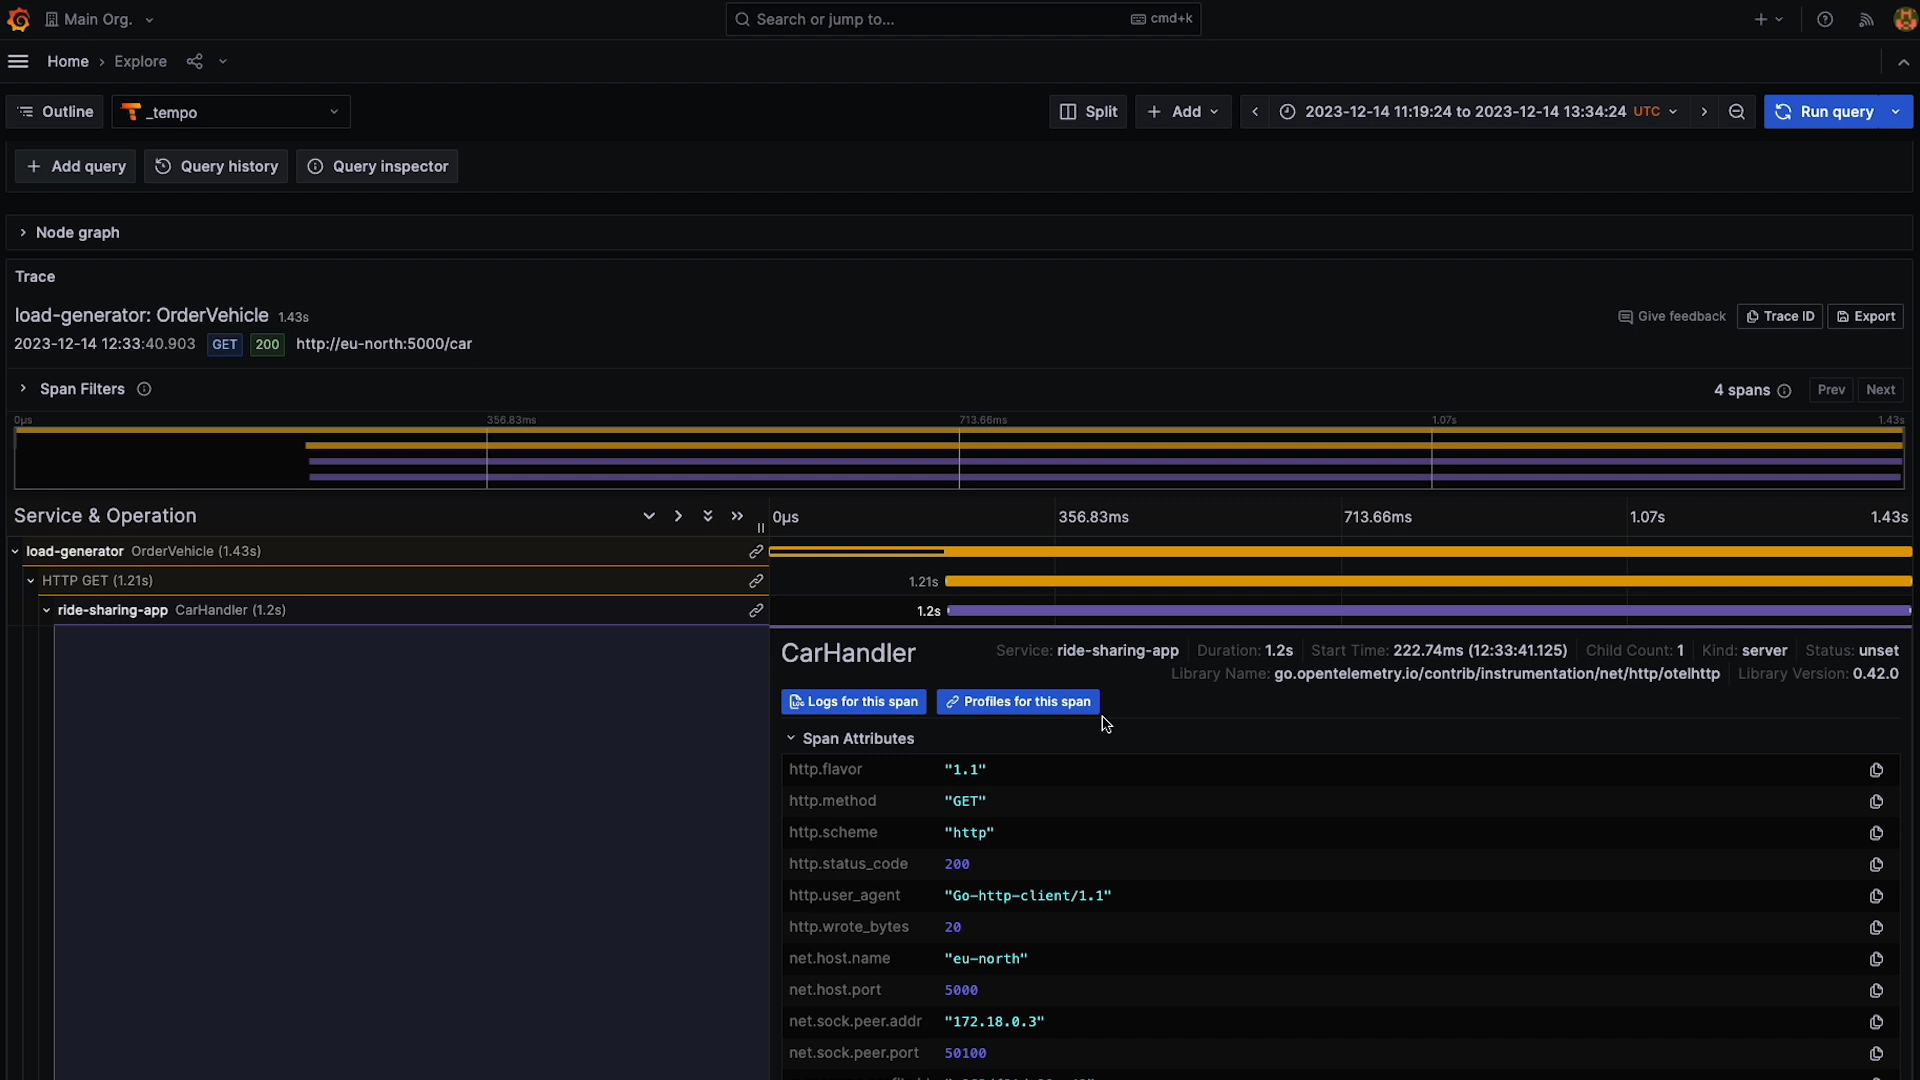 Main Org.
Search or jump to...
cmd+k
Home › Explore
Outline
_tempo
Split
Add
2023-12-14 11:19:24 to 2023-12-14 13:34:24 UTC
Run query
Add query
Query history
Query inspector
Node graph
Trace
load-generator: OrderVehicle 1.43s
Give feedback
Trace ID
Export
2023-12-14 12:33:40.903 GET 200 http://eu-north:5000/car
Span Filters
4 spans
Prev
Next
0µs 356.83ms 713.66ms 1.07s 1.43s
Service & Operation
0µs 356.83ms 713.66ms 1.07s 1.43s
load-generator OrderVehicle (1.43s)
HTTP GET (1.21s)
1.21s
ride-sharing-app CarHandler (1.2s)
1.2s
CarHandler
Service: ride-sharing-app Duration: 1.2s Start Time: 222.74ms (12:33:41.125) Child Count: 1 Kind: server Status: unset
Library Name: go.opentelemetry.io/contrib/instrumentation/net/http/otelhttp Library Version: 0.42.0
Logs for this span
Profiles for this span
Span Attributes
http.flavor "1.1"
http.method "GET"
http.scheme "http"
http.status_code 200
http.user_agent "Go-http-client/1.1"
http.wrote_bytes 20
net.host.name "eu-north"
net.host.port 5000
net.sock.peer.addr "172.18.0.3"
net.sock.peer.port 50100